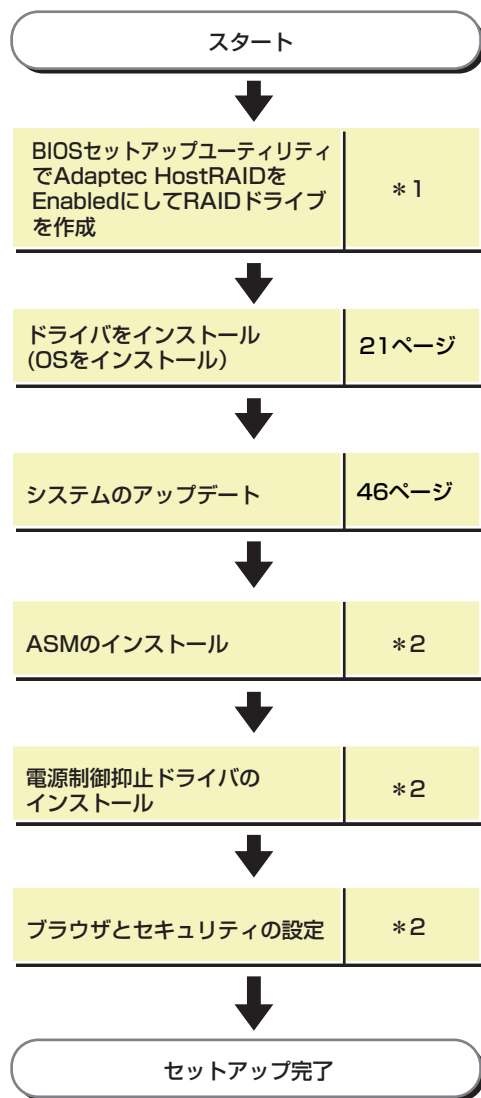 スタート
BIOSセットアップユーティリティ
でAdaptec HostRAIDを
EnabledにしてRAIDドライブ
を作成
＊1
ドライバをインストール
(OSをインストール）
21ページ
システムのアップデート
46ページ
ASMのインストール
＊2
電源制御抑止ドライバの
インストール
＊2
ブラウザとセキュリティの設定
＊2
セットアップ完了